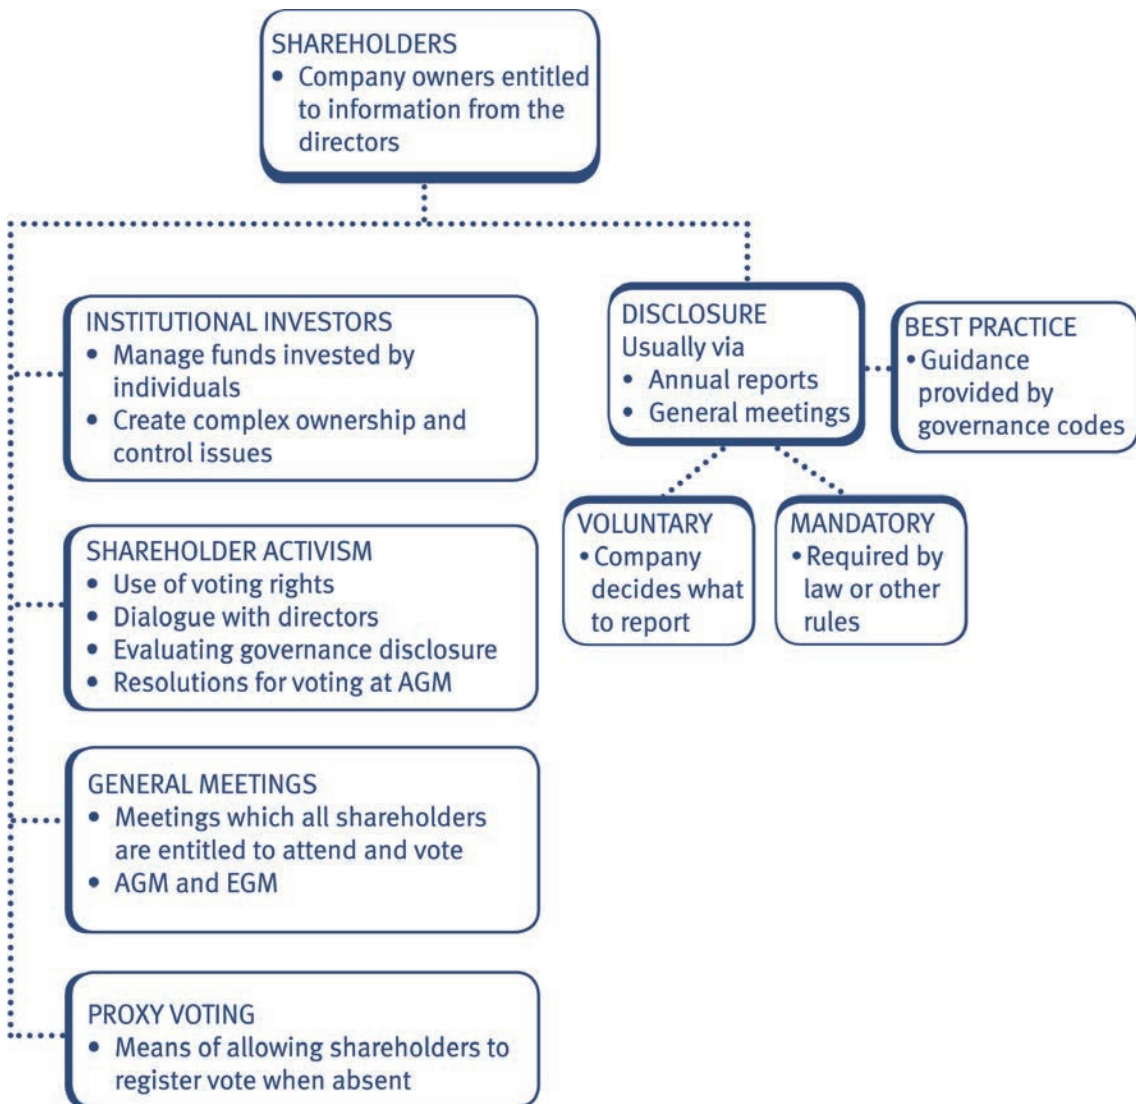 SHAREHOLDERS
• Company owners entitled
to information from the
directors
INSTITUTIONAL INVESTORS
• Manage funds invested by
individuals
• Create complex ownership and
control issues
DISCLOSURE
Usually via
• Annual reports
• General meetings
BEST PRACTICE
• Guidance
provided by
governance codes
VOLUNTARY
• Company
decides what
to report
MANDATORY
• Required by
law or other
rules
SHAREHOLDER ACTIVISM
• Use of voting rights
• Dialogue with directors
• Evaluating governance disclosure
• Resolutions for voting at AGM
GENERAL MEETINGS
• Meetings which all shareholders
are entitled to attend and vote
• AGM and EGM
PROXY VOTING
• Means of allowing shareholders to
register vote when absent